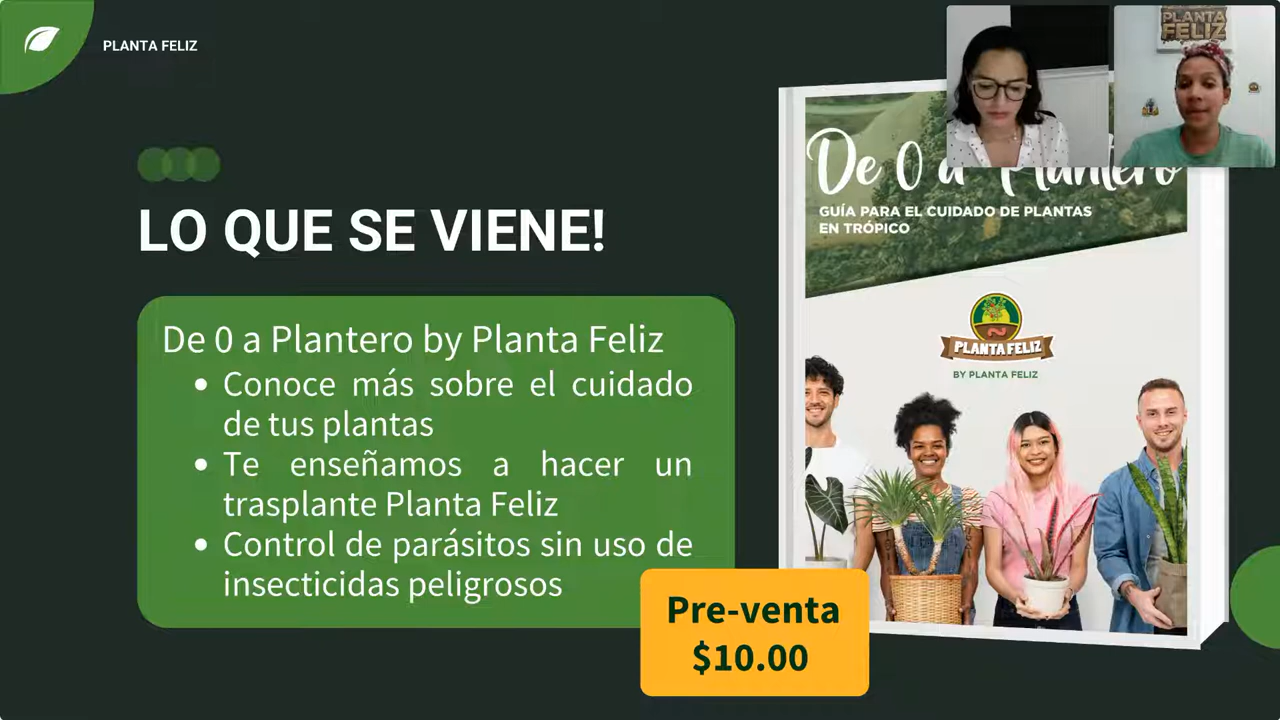 PLANTA FELIZ
LO QUE SE VIENE!
De 0 a Plantero by Planta Feliz
• Conoce más sobre el cuidado
de tus plantas
• Te enseñamos a hacer un
trasplante Planta Feliz
• Control de parásitos sin uso de
insecticidas peligrosos
Pre-venta
$10.00
De 0 a Plantero
GUÍA PARA EL CUIDADO DE PLANTAS
EN TRÓPICO
PLANTA FELIZ
BY PLANTA FELIZ
PLANTA
FELIZ